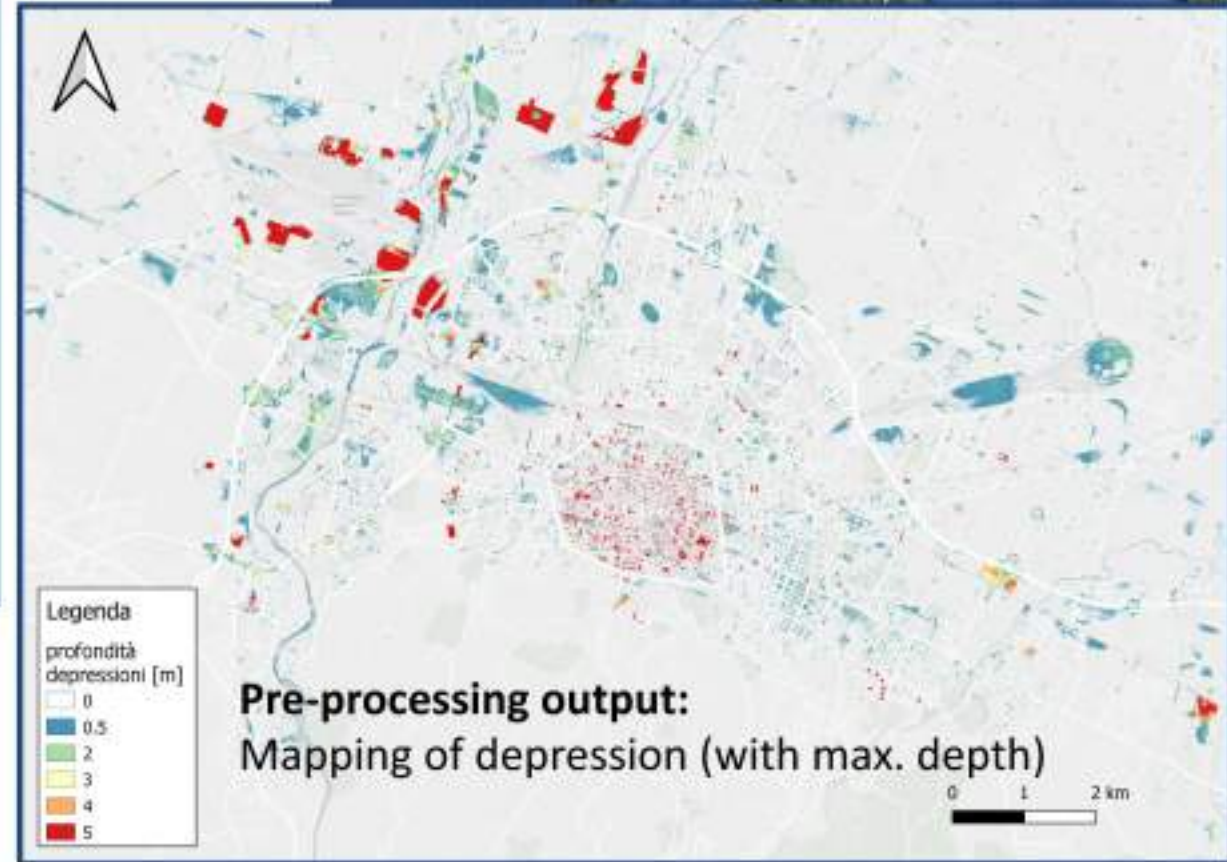 Legenda
profondità
depressioni [m]
0
0.5
2
3
4
5
Pre-processing output:
Mapping of depression (with max. depth)
0 1 2 km